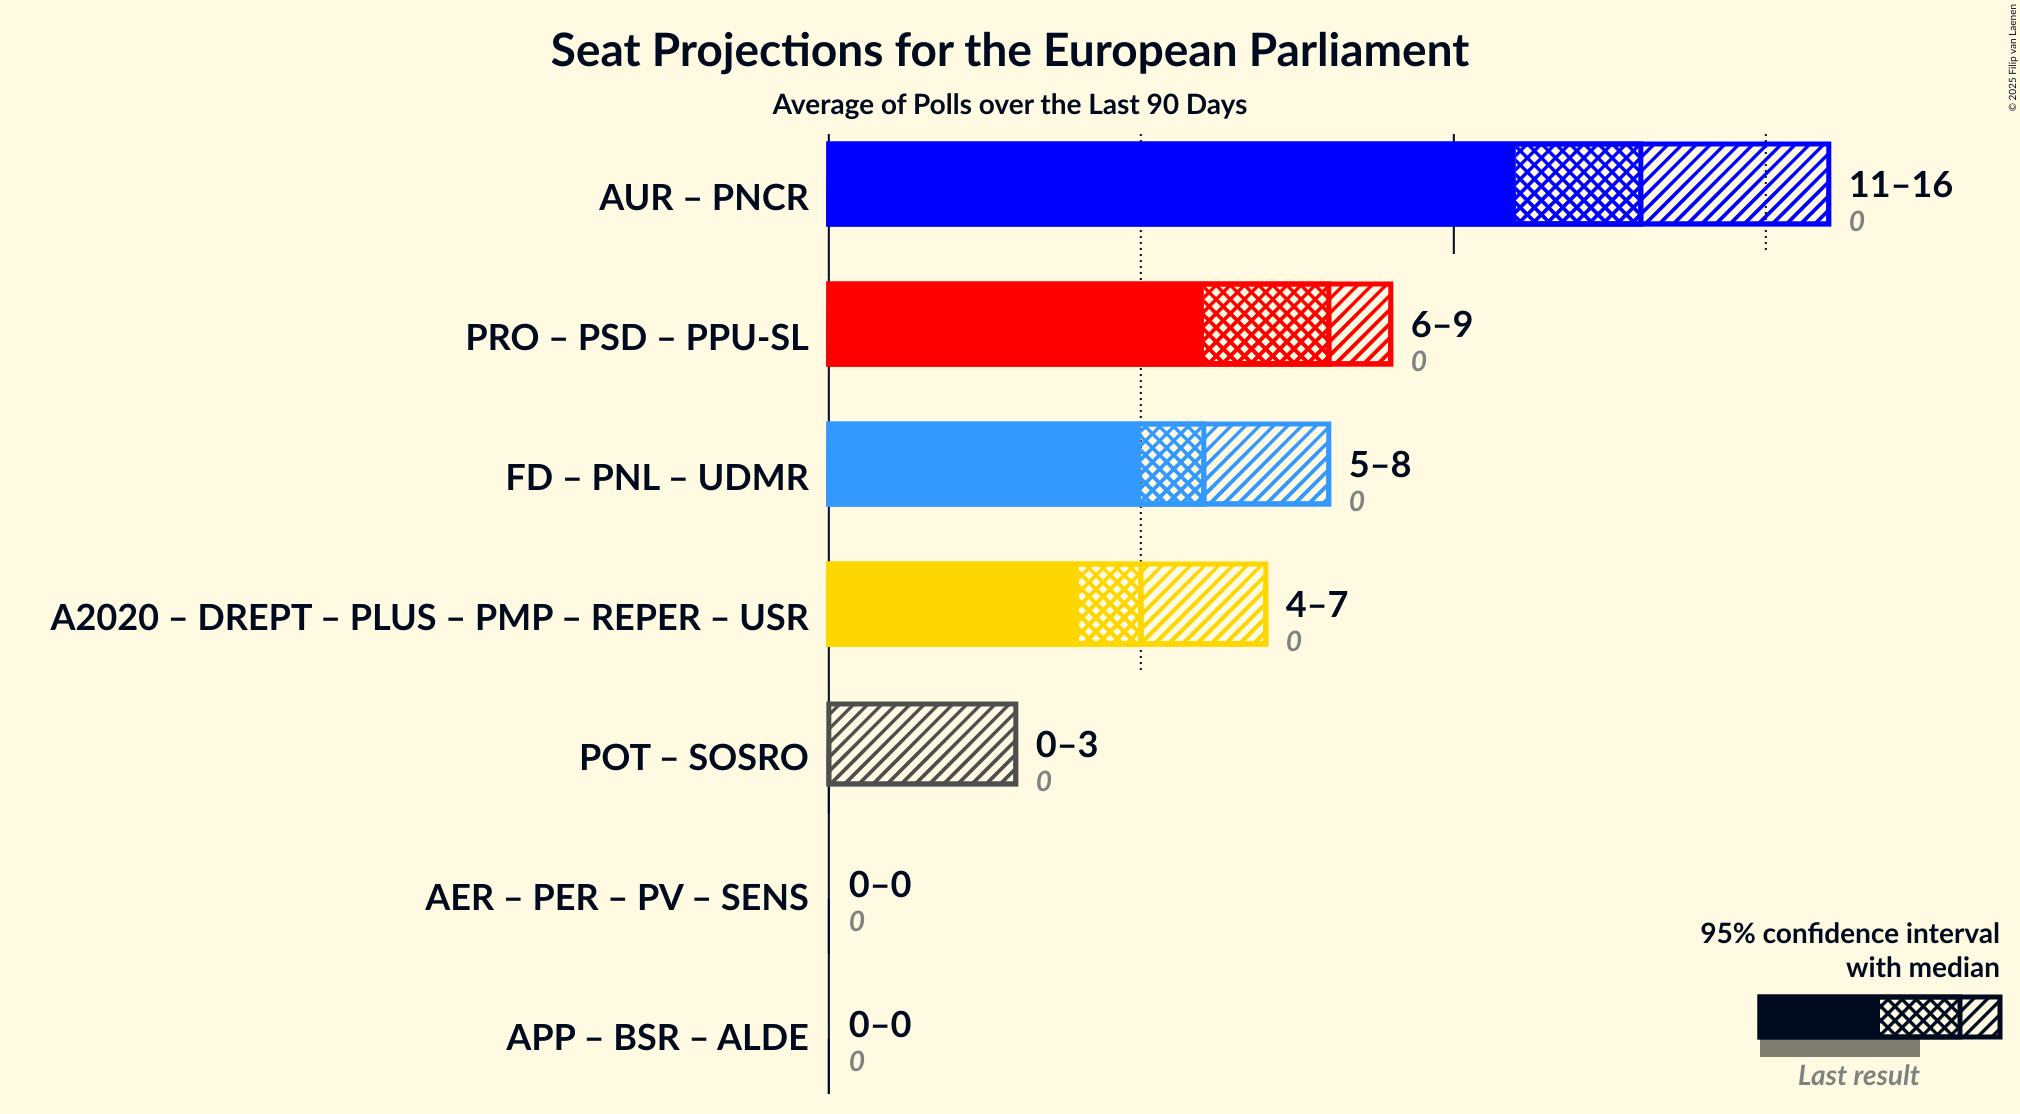 Seat Projections for the European Parliament
Average of Polls over the Last 90 Days
© 2025 Filip van Laenen
AUR – PNCR
11–16
0
PRO – PSD – PPU-SL
6–9
0
FD – PNL – UDMR
5–8
0
A2020 – DREPT – PLUS – PMP – REPER – USR
4–7
0
POT – SOSRO
0–3
0
AER – PER – PV – SENS
0–0
0
APP – BSR – ALDE
0–0
0
95% confidence interval
with median
Last result